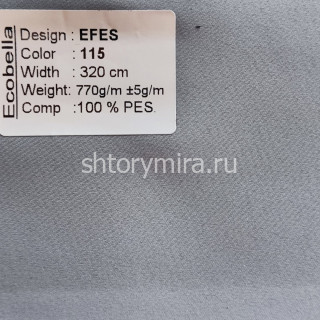 Ecobella
Design : EFES
Color : 115
Width : 320 cm
Weight: 770g/m ±5g/m
Comp :100 % PES.
shtorymira.ru